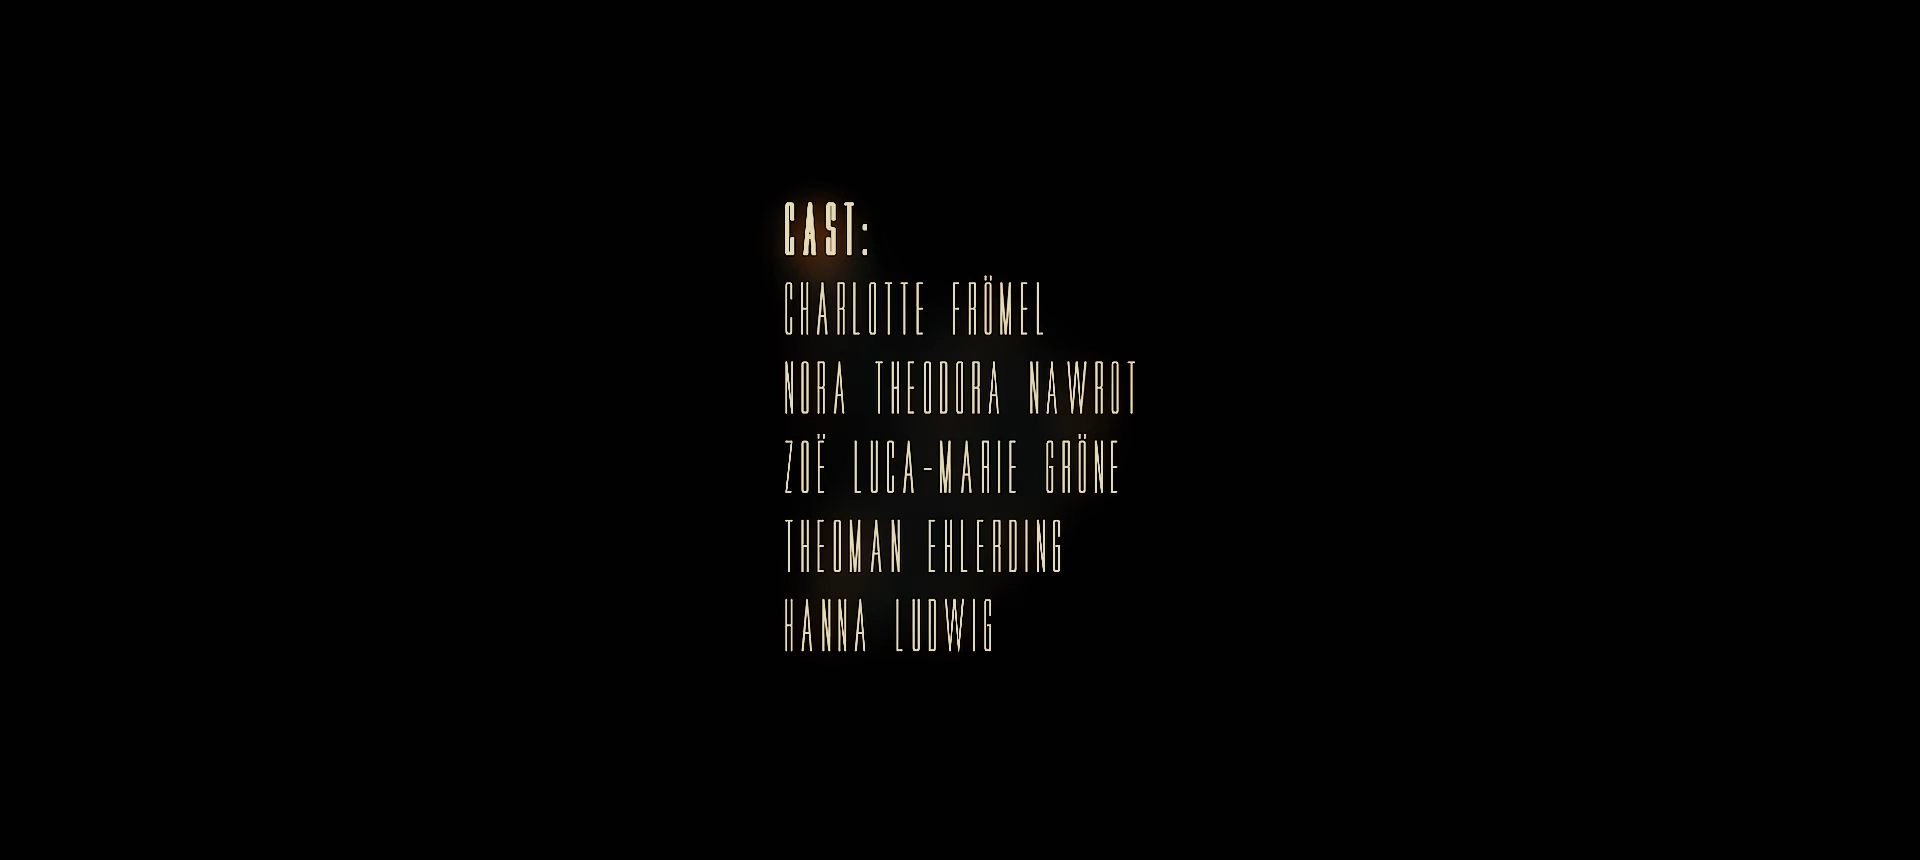 CAST:
CHARLOTTE FRÖMEL
NORA THEODORA NAWROT
ZOË LUCA-MARIE GRÖNE
THEOMAN EHLERDING
HANNA LUDWIG